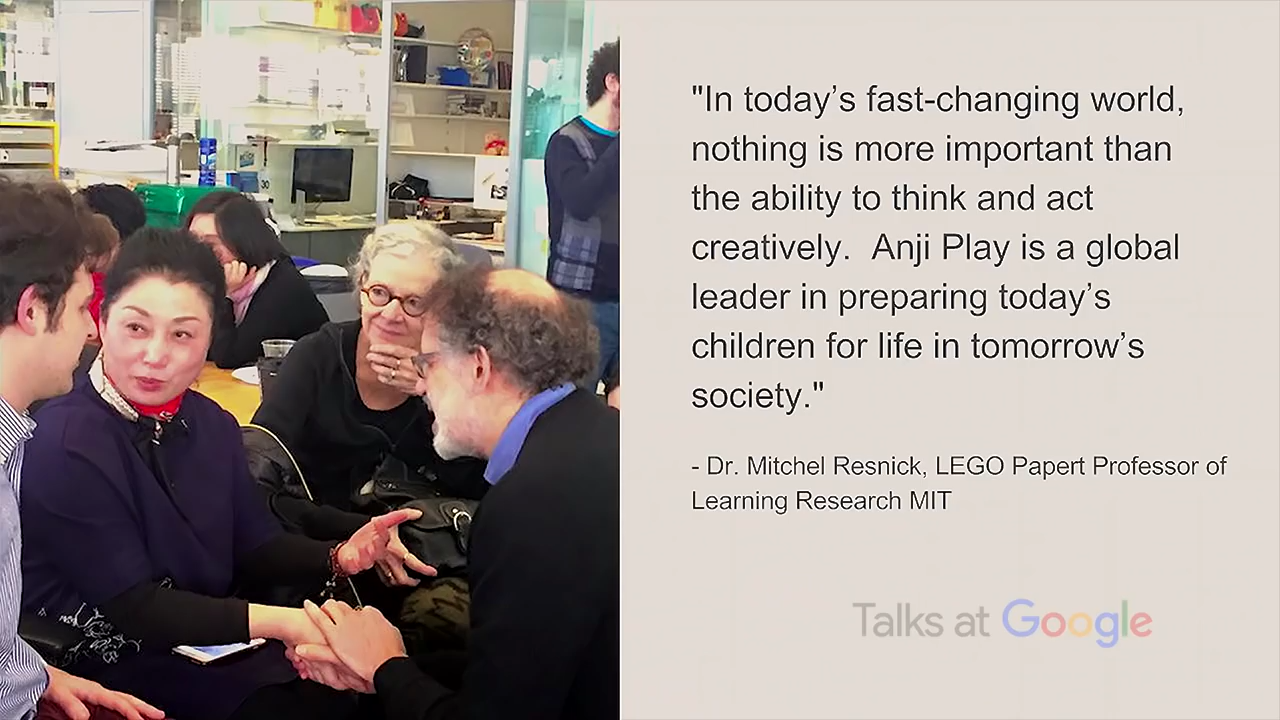 "In today’s fast-changing world,
nothing is more important than
the ability to think and act
creatively.  Anji Play is a global
leader in preparing today’s
children for life in tomorrow’s
society."
- Dr. Mitchel Resnick, LEGO Papert Professor of
Learning Research MIT
Talks at Google